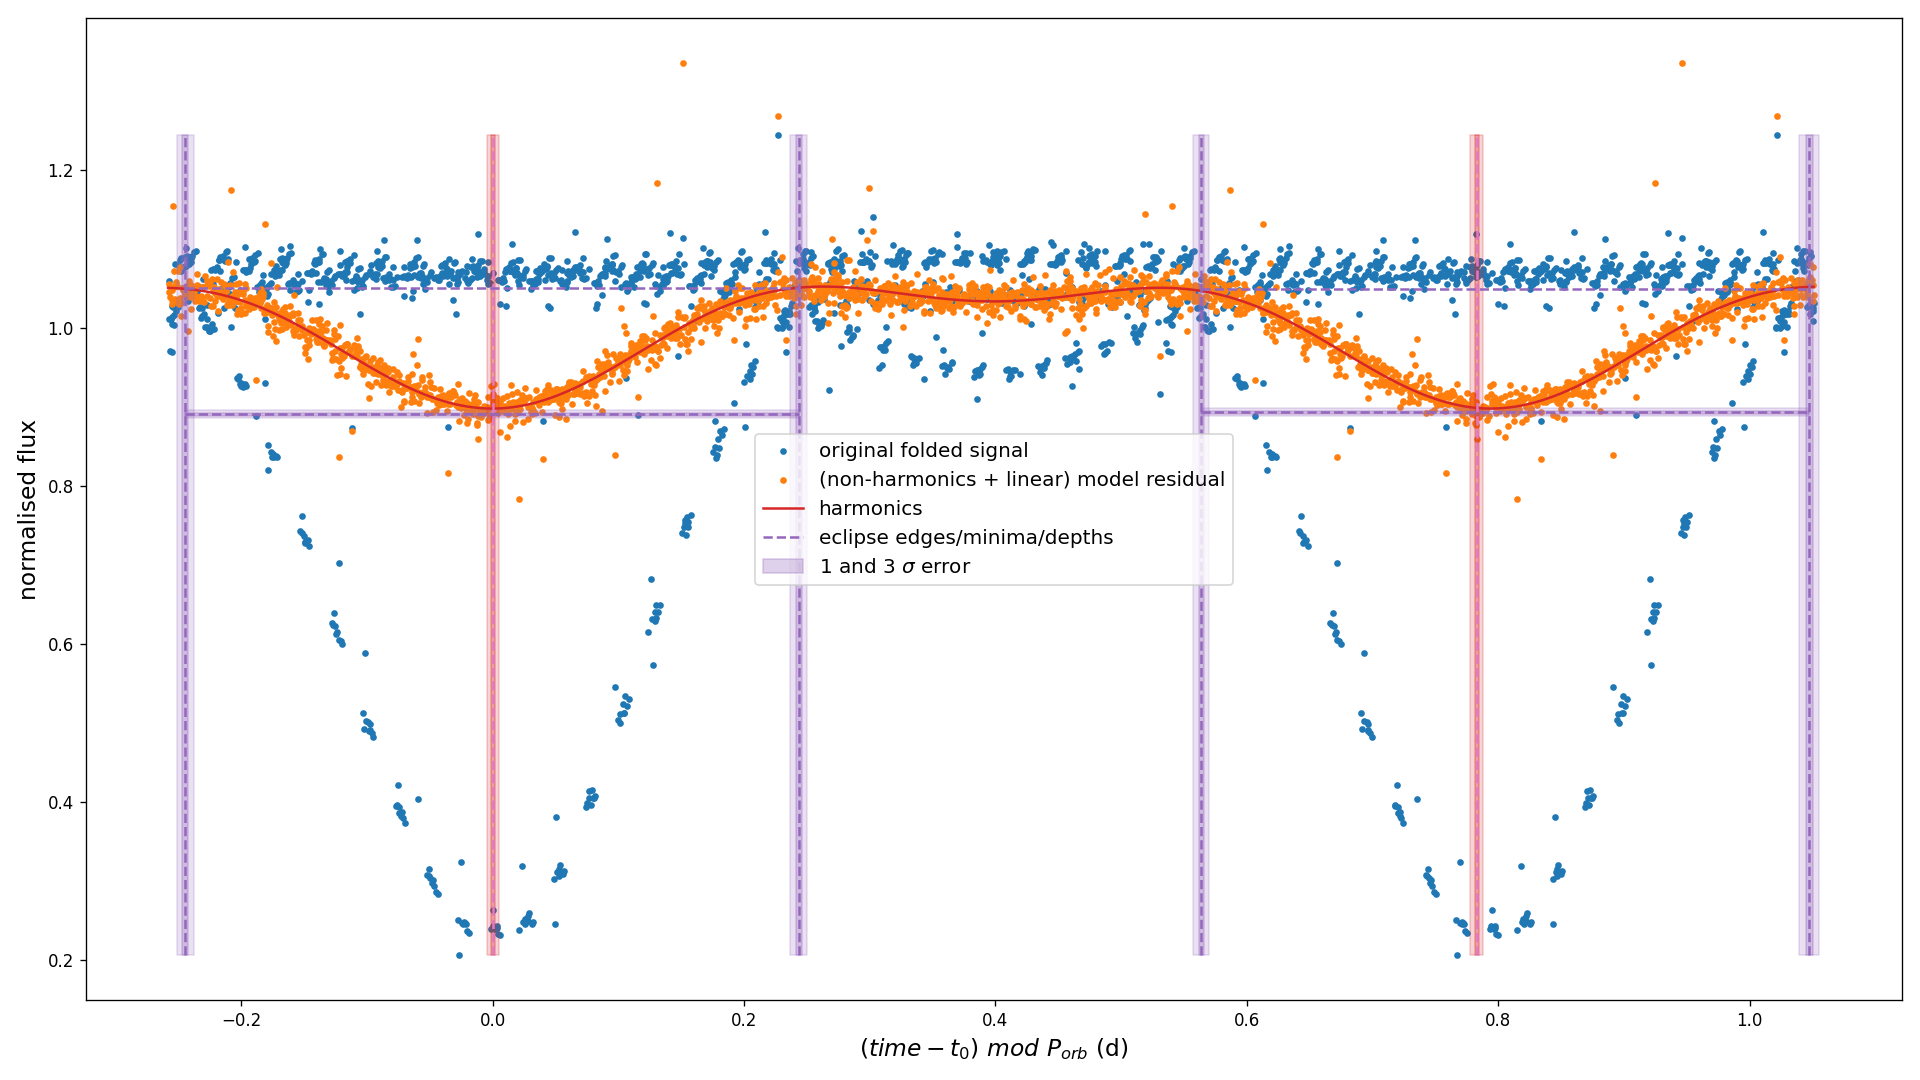 normalised flux
1.2
1.0
0.8
0.6
0.4
0.2
original folded signal
(non-harmonics + linear) model residual
harmonics
eclipse edges/minima/depths
1 and 3 σ error
−0.2
0.0
0.2
0.4
0.6
0.8
1.0
(time − t₀) mod Pₒᵣ_b (d)